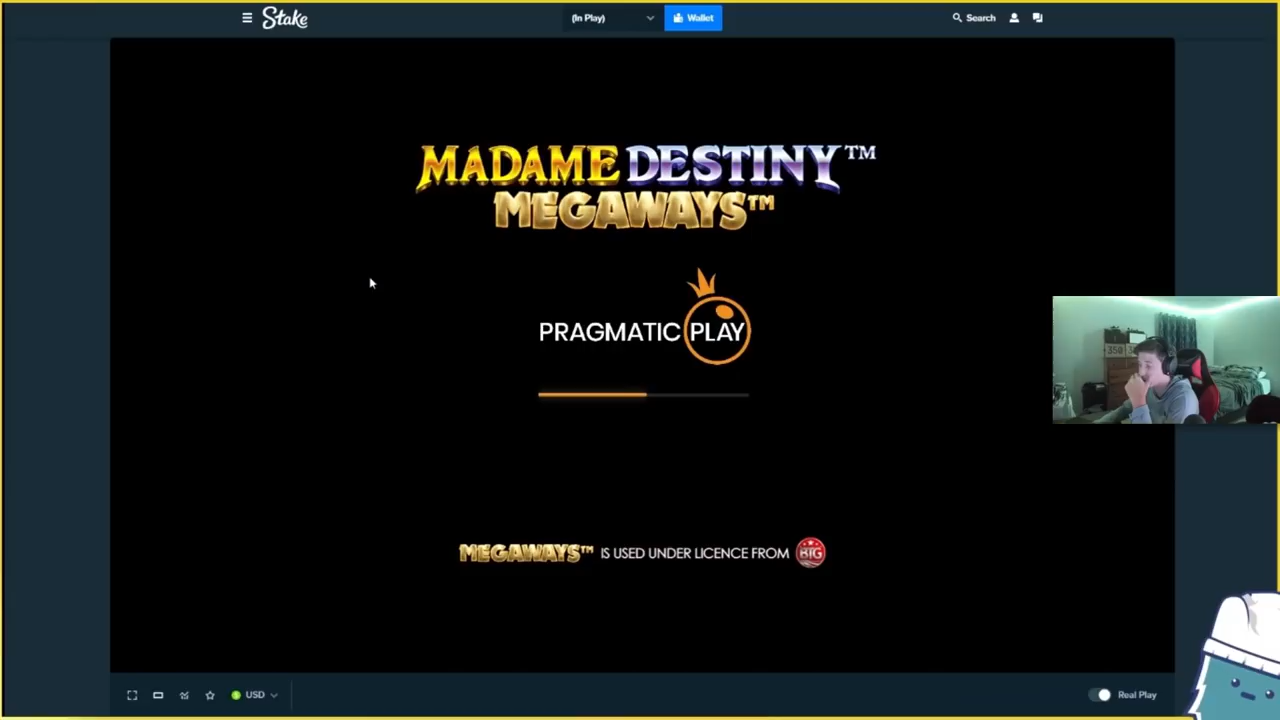 Stake
(In Play)
Wallet
Search
MADAME DESTINY™
MEGAWAYS™
PRAGMATIC PLAY
MEGAWAYS™ IS USED UNDER LICENCE FROM BTG
USD
Real Play